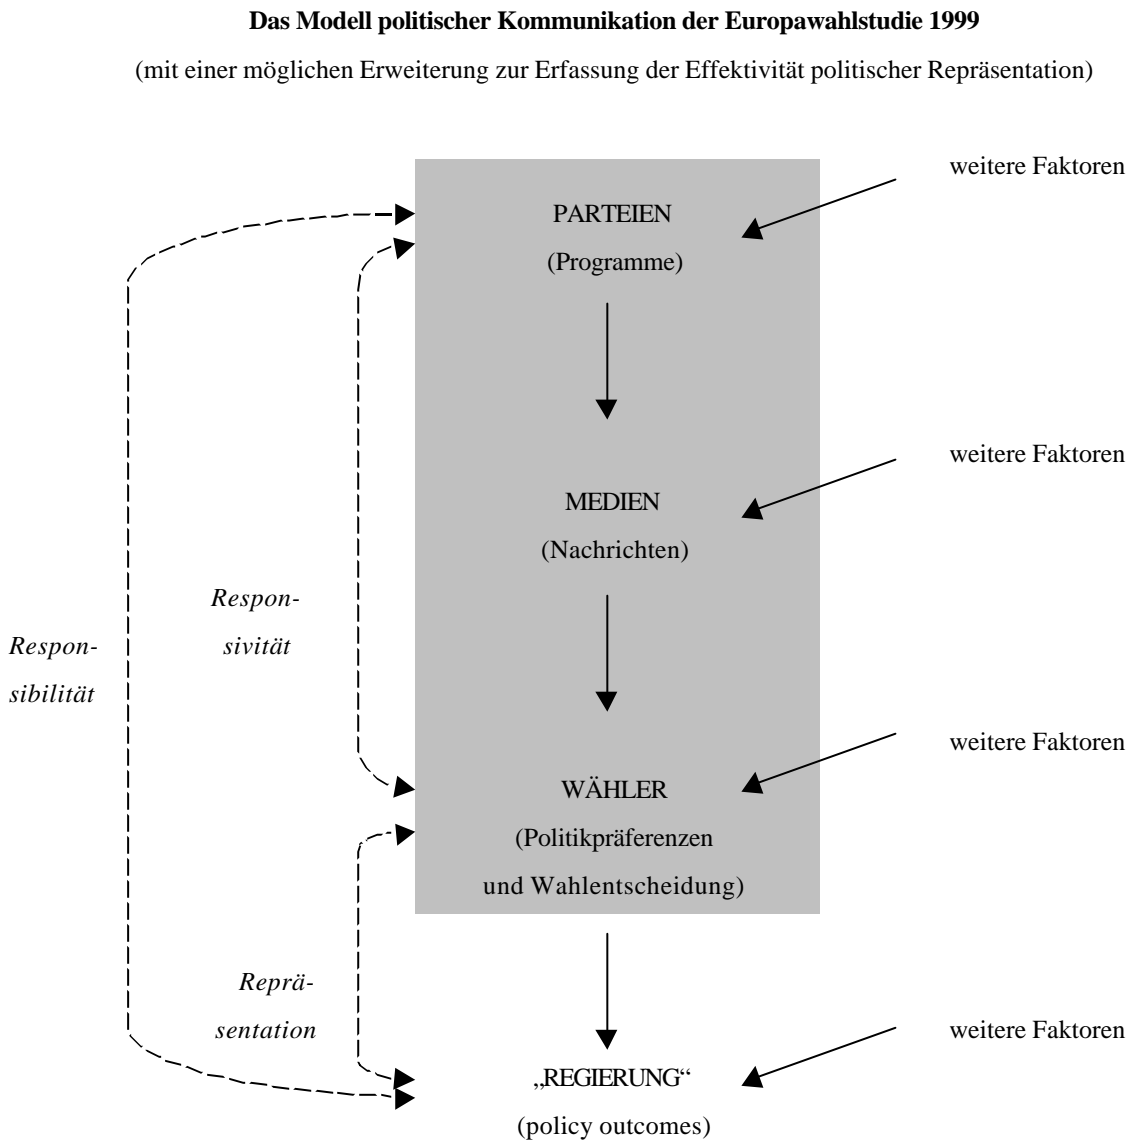 Das Modell politischer Kommunikation der Europawahlstudie 1999
(mit einer möglichen Erweiterung zur Erfassung der Effektivität politischer Repräsentation)
weitere Faktoren
PARTEIEN
(Programme)
weitere Faktoren
MEDIEN
(Nachrichten)
Respon-
sivität
Respon-
sibilität
weitere Faktoren
WÄHLER
(Politikpräferenzen
und Wahlentscheidung)
Reprä-
sentation
weitere Faktoren
„REGIERUNG“
(policy outcomes)